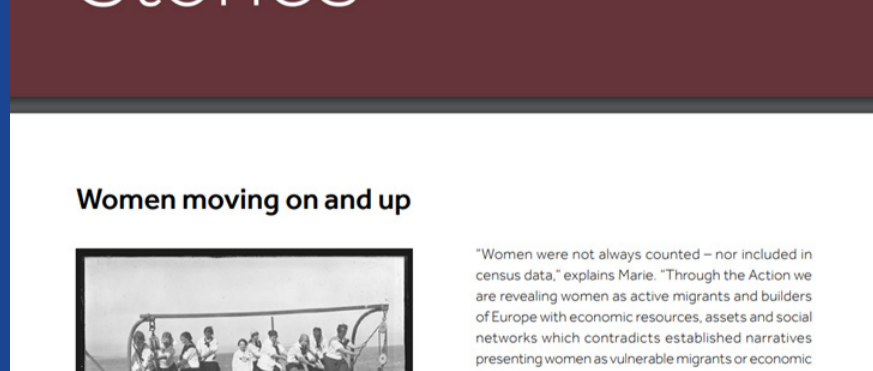 Stories
Women moving on and up
“Women were not always counted – nor included in
census data,” explains Marie. “Through the Action we
are revealing women as active migrants and builders
of Europe with economic resources, assets and social
networks which contradicts established narratives
presenting women as vulnerable migrants or economic